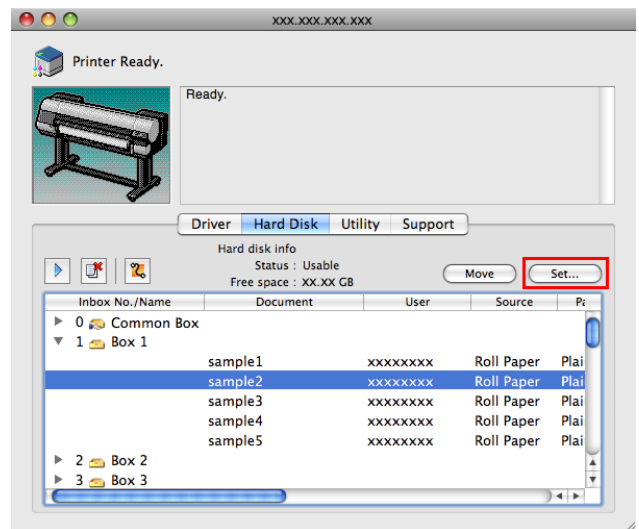 xxx.xxx.xxx.xxx
Printer Ready.
Ready.
Driver Hard Disk Utility Support
Hard disk info
Status : Usable
Free space : XX.XX GB
Move Set...
Inbox No./Name Document User Source Pa
0 Common Box
1 Box 1
sample1 xxxxxxxx Roll Paper Plai
sample2 xxxxxxxx Roll Paper Plai
sample3 xxxxxxxx Roll Paper Plai
sample4 xxxxxxxx Roll Paper Plai
sample5 xxxxxxxx Roll Paper Plai
2 Box 2
3 Box 3